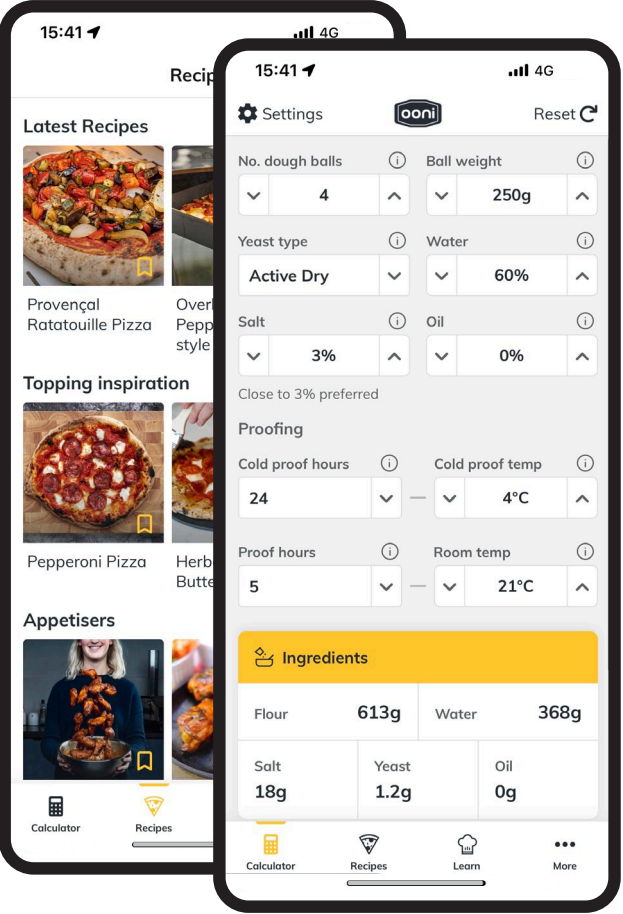 15:41
4G
Recip
Latest Recipes
Provençal
Ratatouille Pizza
Over
Pepp
style
Topping inspiration
Pepperoni Pizza
Herb
Butte
Appetisers
Calculator
Recipes
15:41
4G
Settings
ooni
Reset
No. dough balls
Ball weight
4
250g
Yeast type
Water
Active Dry
60%
Salt
Oil
3%
0%
Close to 3% preferred
Proofing
Cold proof hours
Cold proof temp
24
4°C
Proof hours
Room temp
5
21°C
Ingredients
Flour 613g
Water 368g
Salt
Yeast
Oil
18g
1.2g
0g
Calculator
Recipes
Learn
More